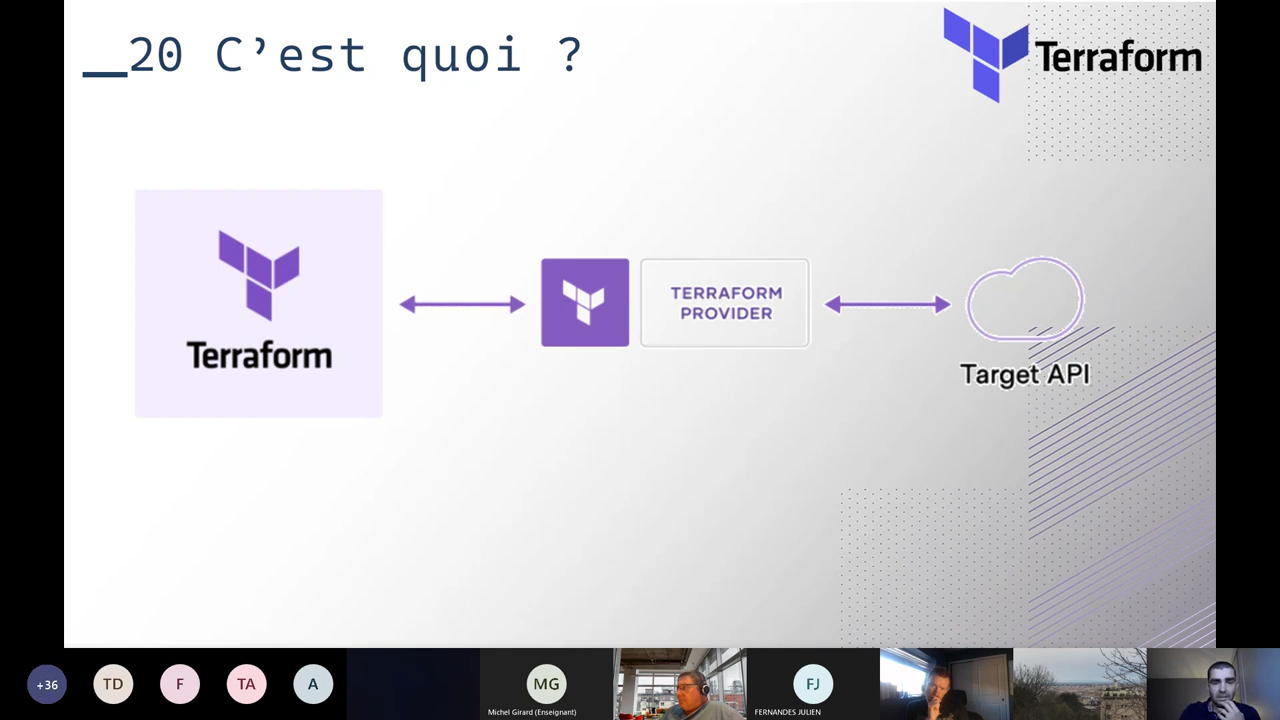 __20 C’est quoi ?
Terraform
Terraform
TERRAFORM
PROVIDER
Target API
+36
TD
F
TA
A
MG
Michel Girard (Enseignant)
FJ
FERNANDES JULIEN